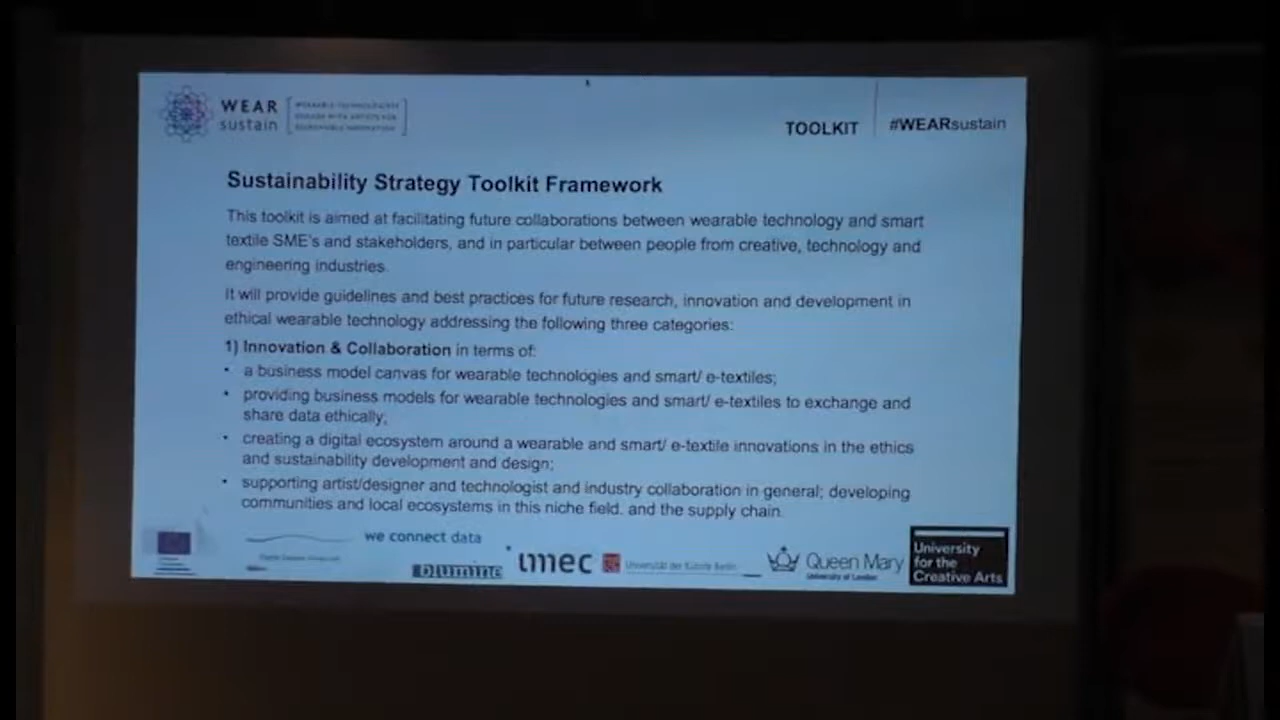 WEAR
sustain
WEARABLE TECHNOLOGISTS
ENGAGE WITH ARTISTS FOR
TOOLKIT
#WEARsustain
Sustainability Strategy Toolkit Framework
This toolkit is aimed at facilitating future collaborations between wearable technology and smart
textile SME's and stakeholders, and in particular between people from creative, technology and
engineering industries.
It will provide guidelines and best practices for future research, innovation and development in
ethical wearable technology addressing the following three categories:
1) Innovation & Collaboration in terms of:
• a business model canvas for wearable technologies and smart/ e-textiles;
• providing business models for wearable technologies and smart/ e-textiles to exchange and
share data ethically;
• creating a digital ecosystem around a wearable and smart/ e-textile innovations in the ethics
and sustainability development and design;
• supporting artist/designer and technologist and industry collaboration in general; developing
communities and local ecosystems in this niche field. and the supply chain.
we connect data
blumine
imec
Universität der Künste Berlin
Queen Mary
University of London
University
for the
Creative Arts